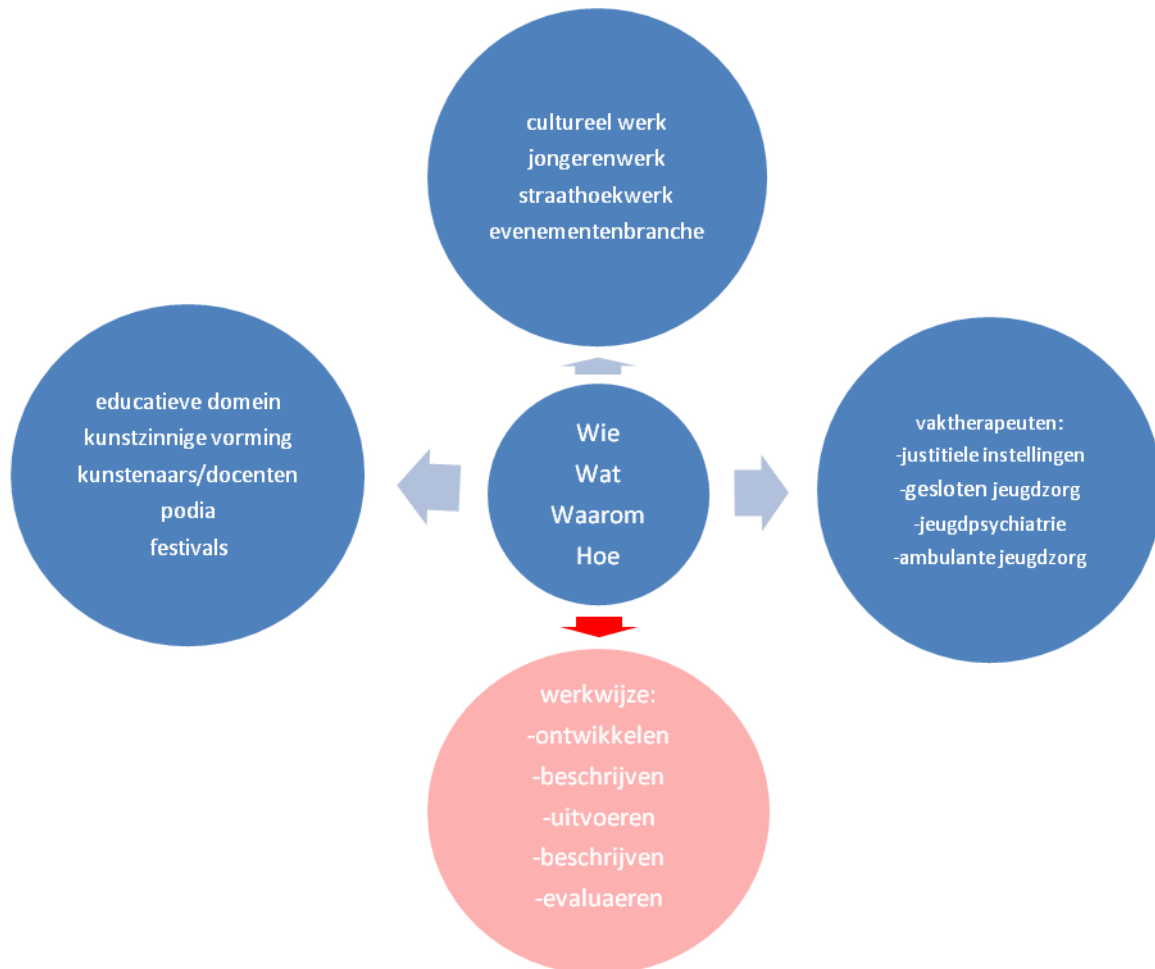 cultureel werk
jongerenwerk
straathoekwerk
evenementenbranche
educatieve domein
kunstzinnige vorming
kunstenaars/docenten
podia
festivals
Wie
Wat
Waarom
Hoe
vaktherapeuten:
-justitiele instellingen
-gesloten jeugdzorg
-jeugdpsychiatrie
-ambulante jeugdzorg
werkwijze:
-ontwikkelen
-beschrijven
-uitvoeren
-beschrijven
-evaluaeren